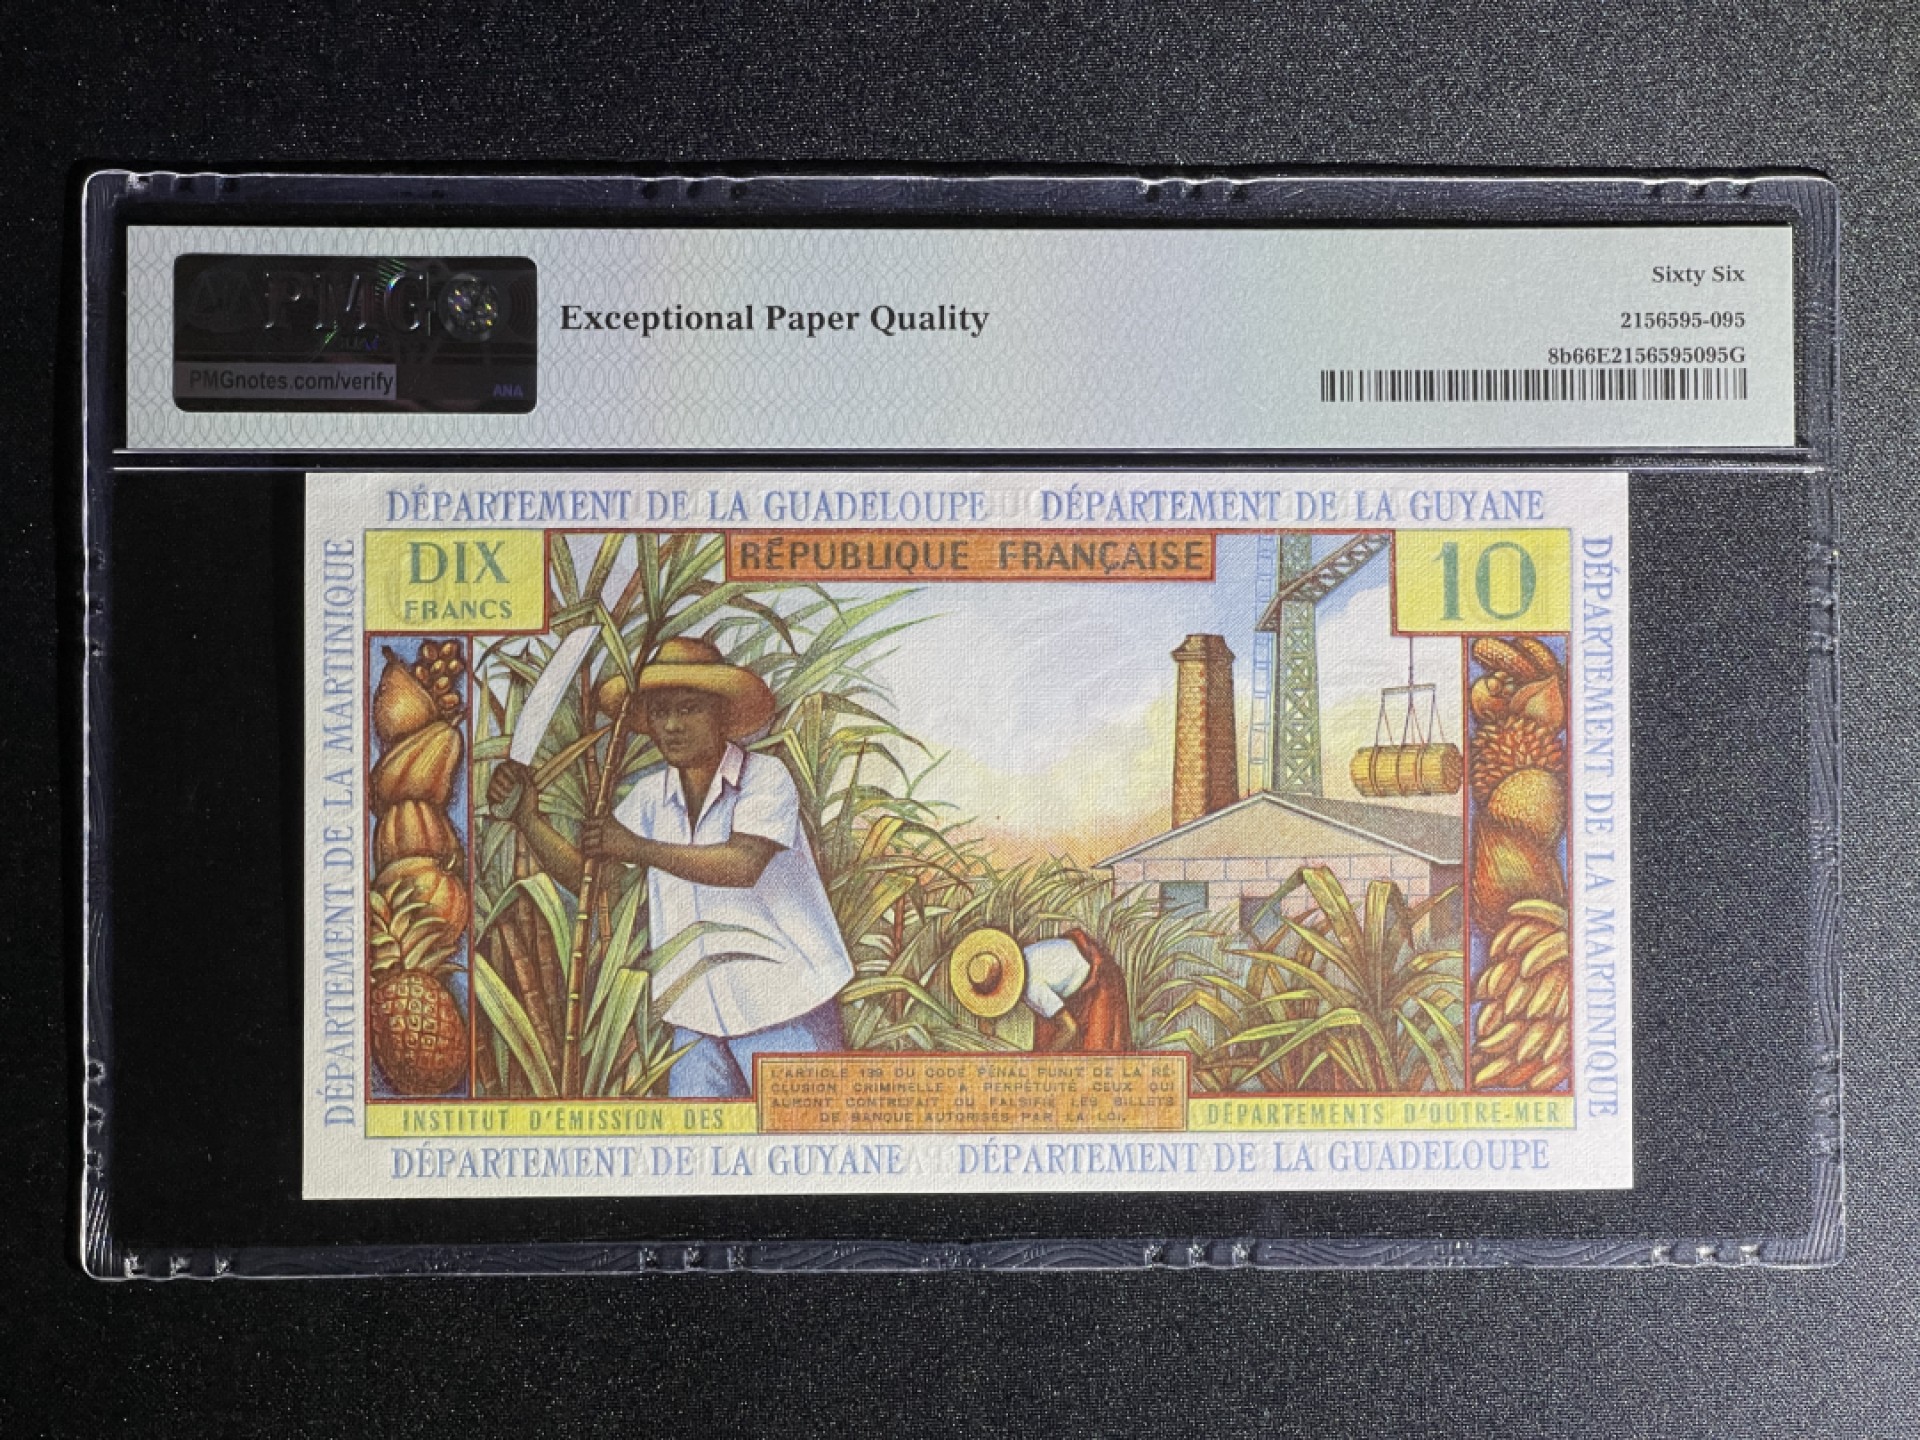 PMG
PMGnotes.com/verify
ANA
Exceptional Paper Quality
Sixty Six
2156595-095
8b66E2156595095G
DÉPARTEMENT DE LA GUADELOUPE DÉPARTEMENT DE LA GUYANE
DIX
FRANCS
RÉPUBLIQUE FRANÇAISE
10
DÉPARTEMENT DE LA MARTINIQUE
DÉPARTEMENT DE LA MARTINIQUE
L'ARTICLE 139 DU CODE PÉNAL PUNIT DE LA RÉ-
CLUSION CRIMINELLE A PERPÉTUITÉ CEUX QUI
AURONT CONTREFAIT OU FALSIFIÉ LES BILLETS
DE BANQUE AUTORISÉS PAR LA LOI.
INSTITUT D'ÉMISSION DES
DÉPARTEMENTS D'OUTRE-MER
DÉPARTEMENT DE LA GUYANE DÉPARTEMENT DE LA GUADELOUPE